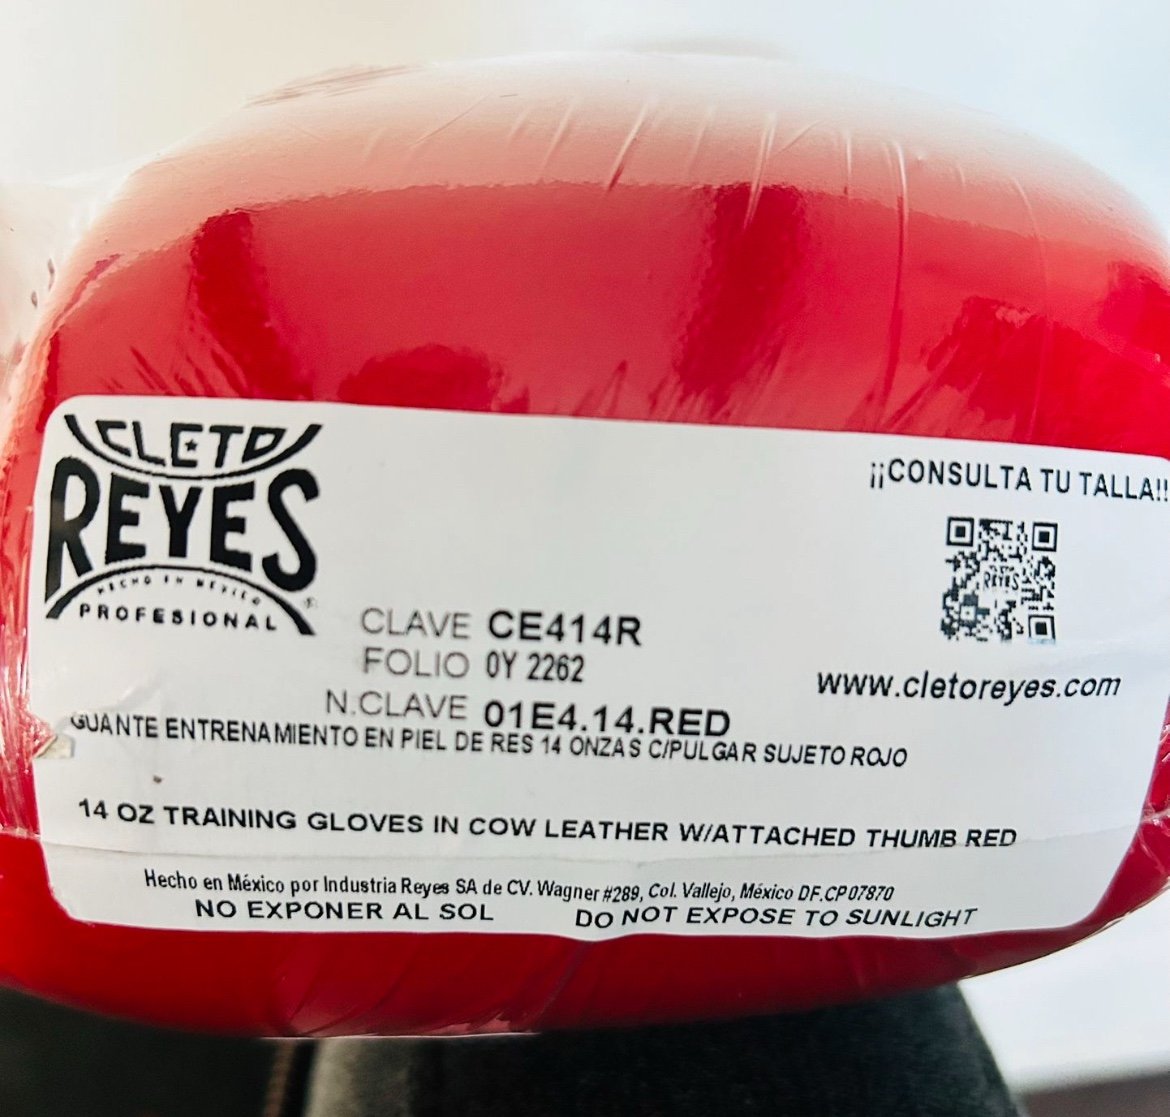 CLETO
REYES
HECHO EN MEXICO
PROFESIONAL
¡¡CONSULTA TU TALLA!!
REYES
www.cletoreyes.com
CLAVE CE414R
FOLIO 0Y 2262
N.CLAVE 01E4.14.RED
GUANTE ENTRENAMIENTO EN PIEL DE RES 14 ONZAS C/PULGAR SUJETO ROJO
14 OZ TRAINING GLOVES IN COW LEATHER W/ATTACHED THUMB RED
Hecho en México por Industria Reyes SA de CV. Wagner #289, Col. Vallejo, México DF.CP 07870
NO EXPONER AL SOL DO NOT EXPOSE TO SUNLIGHT